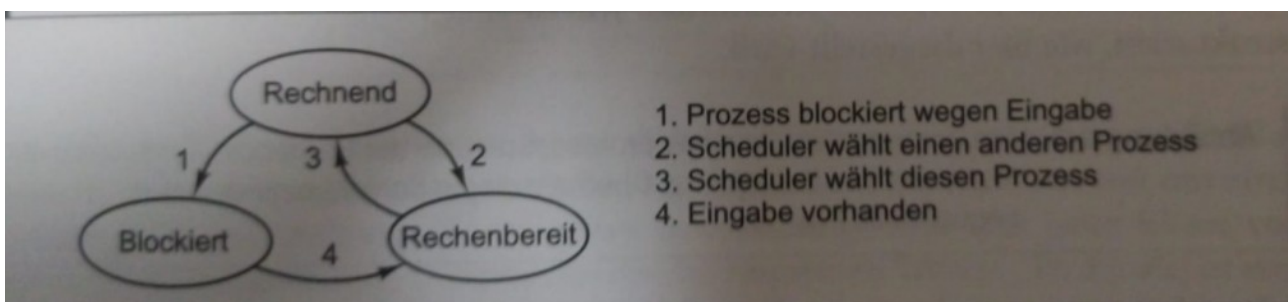 Rechnend
1
3
2
Blockiert
4
Rechenbereit
1. Prozess blockiert wegen Eingabe
2. Scheduler wählt einen anderen Prozess
3. Scheduler wählt diesen Prozess
4. Eingabe vorhanden